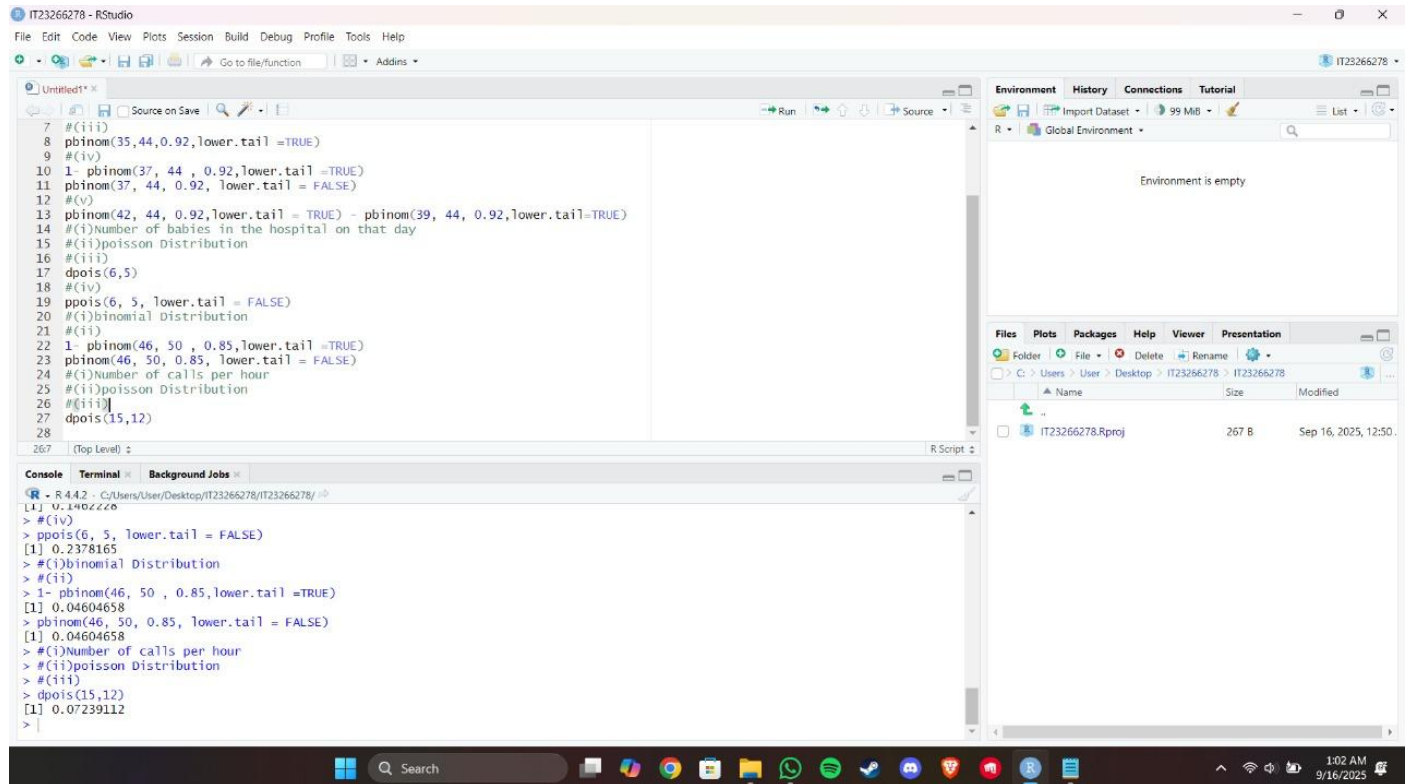 IT23266278 - RStudio
File Edit Code View Plots Session Build Debug Profile Tools Help
Go to file/function Addins
IT23266278
Untitled1*
Source on Save
Run
Source
7 #(iii)
8 pbinom(35,44,0.92,lower.tail =TRUE)
9 #(iv)
10 1- pbinom(37, 44 , 0.92,lower.tail =TRUE)
11 pbinom(37, 44, 0.92, lower.tail = FALSE)
12 #(v)
13 pbinom(42, 44, 0.92,lower.tail = TRUE) - pbinom(39, 44, 0.92,lower.tail=TRUE)
14 #(i)Number of babies in the hospital on that day
15 #(ii)poisson Distribution
16 #(iii)
17 dpois(6,5)
18 #(iv)
19 ppois(6, 5, lower.tail = FALSE)
20 #(i)binomial Distribution
21 #(ii)
22 1- pbinom(46, 50 , 0.85,lower.tail =TRUE)
23 pbinom(46, 50, 0.85, lower.tail = FALSE)
24 #(i)Number of calls per hour
25 #(ii)poisson Distribution
26 #(iii)
27 dpois(15,12)
28
26:7 (Top Level) R Script
Console Terminal Background Jobs
R 4.4.2 · C:/Users/User/Desktop/IT23266278/IT23266278/
[1] 0.1462228
> #(iv)
> ppois(6, 5, lower.tail = FALSE)
[1] 0.2378165
> #(i)binomial Distribution
> #(ii)
> 1- pbinom(46, 50 , 0.85,lower.tail =TRUE)
[1] 0.04604658
> pbinom(46, 50, 0.85, lower.tail = FALSE)
[1] 0.04604658
> #(i)Number of calls per hour
> #(ii)poisson Distribution
> #(iii)
> dpois(15,12)
[1] 0.07239112
>
Environment History Connections Tutorial
Import Dataset 99 MiB List
R Global Environment
Environment is empty
Files Plots Packages Help Viewer Presentation
Folder File Delete Rename
C: > Users > User > Desktop > IT23266278 > IT23266278
Name Size Modified
..
IT23266278.Rproj 267 B Sep 16, 2025, 12:50
Search
1:02 AM
9/16/2025